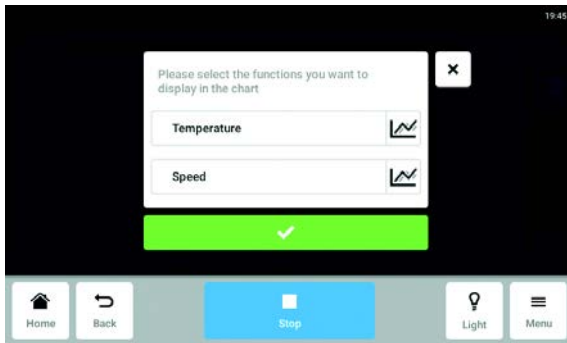 19:45
Please select the functions you want to
display in the chart
Temperature
Speed
Home
Back
Stop
Light
Menu